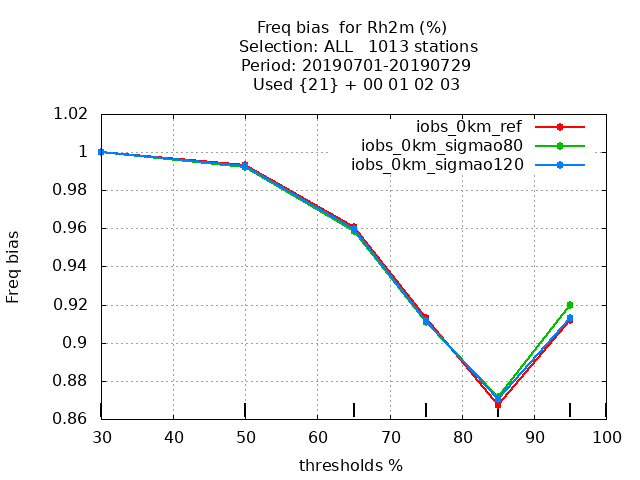 Freq bias  for Rh2m (%)
Selection: ALL   1013 stations
Period: 20190701-20190729
Used {21} + 00 01 02 03
1.02
1
0.98
0.96
0.94
0.92
0.9
0.88
0.86
Freq bias
iobs_0km_ref
iobs_0km_sigmao80
iobs_0km_sigmao120
30 40 50 60 70 80 90 100
thresholds %